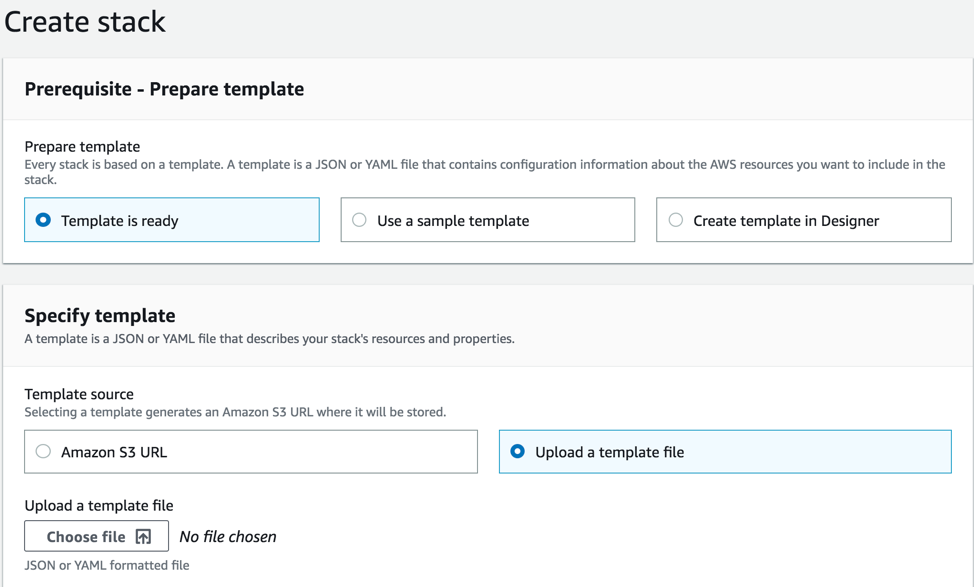 Create stack
Prerequisite - Prepare template
Prepare template
Every stack is based on a template. A template is a JSON or YAML file that contains configuration information about the AWS resources you want to include in the
stack.
Template is ready
Use a sample template
Create template in Designer
Specify template
A template is a JSON or YAML file that describes your stack's resources and properties.
Template source
Selecting a template generates an Amazon S3 URL where it will be stored.
Amazon S3 URL
Upload a template file
Upload a template file
Choose file
No file chosen
JSON or YAML formatted file